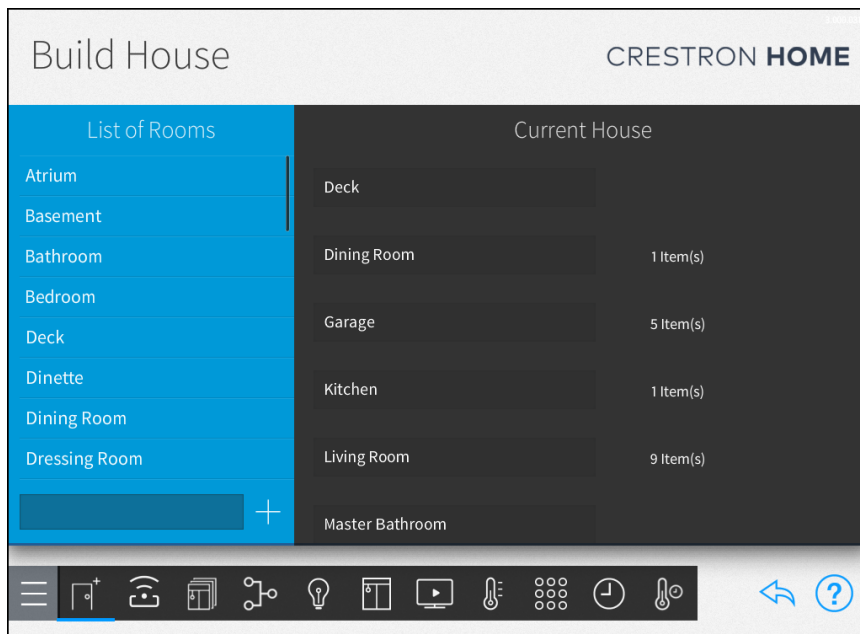 Build House
CRESTRON HOME
List of Rooms
Atrium
Basement
Bathroom
Bedroom
Deck
Dinette
Dining Room
Dressing Room
+
Current House
Deck
Dining Room 1 Item(s)
Garage 5 Item(s)
Kitchen 1 Item(s)
Living Room 9 Item(s)
Master Bathroom
?